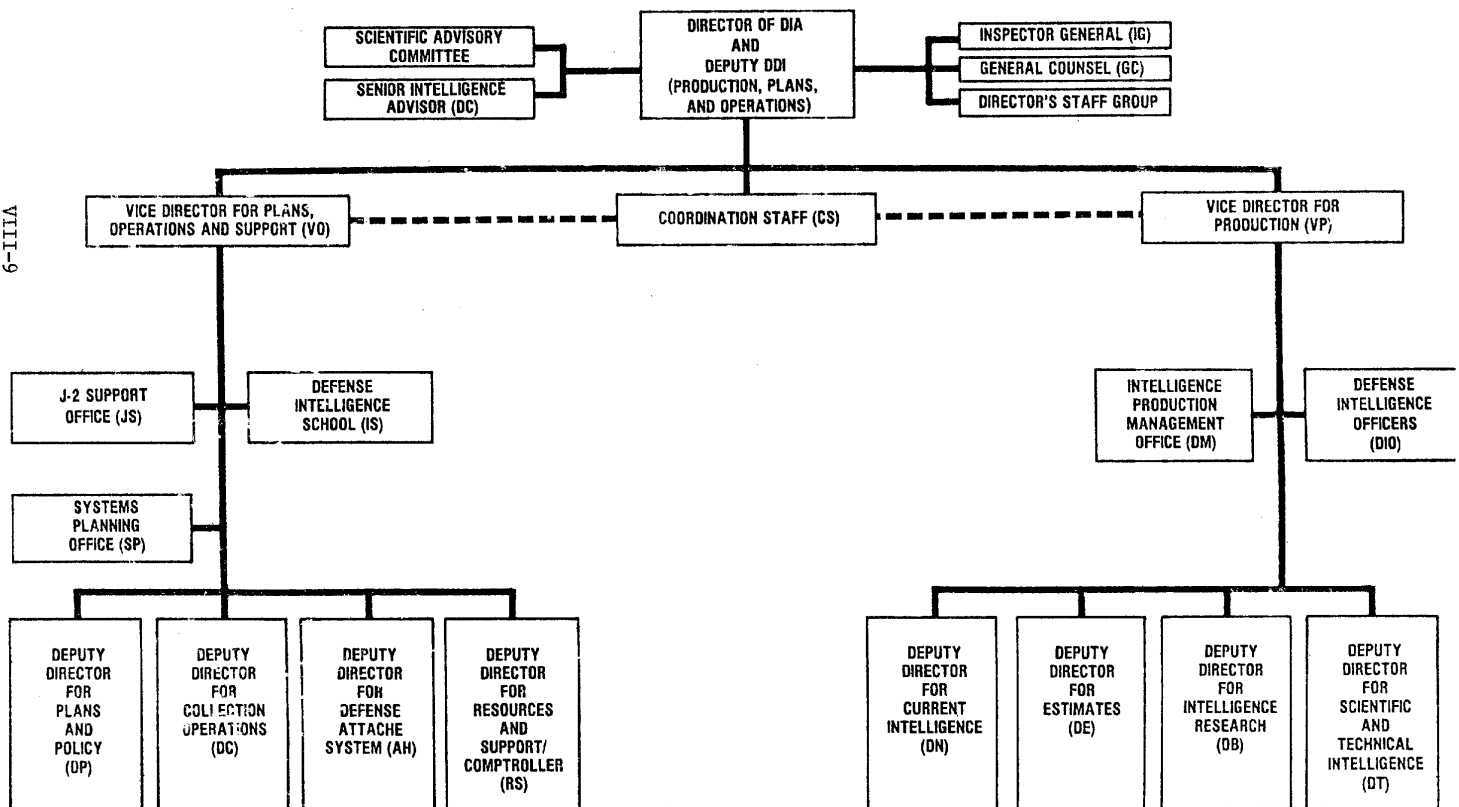 SCIENTIFIC ADVISORY
COMMITTEE
SENIOR INTELLIGENCE
ADVISOR (DC)
DIRECTOR OF DIA
AND
DEPUTY DDI
(PRODUCTION, PLANS,
AND OPERATIONS)
INSPECTOR GENERAL (IG)
GENERAL COUNSEL (GC)
DIRECTOR'S STAFF GROUP
VICE DIRECTOR FOR PLANS,
OPERATIONS AND SUPPORT (VO)
COORDINATION STAFF (CS)
VICE DIRECTOR FOR
PRODUCTION (VP)
VIII-9
J-2 SUPPORT
OFFICE (JS)
DEFENSE
INTELLIGENCE
SCHOOL (IS)
INTELLIGENCE
PRODUCTION
MANAGEMENT
OFFICE (DM)
DEFENSE
INTELLIGENCE
OFFICERS
(DIO)
SYSTEMS
PLANNING
OFFICE (SP)
DEPUTY
DIRECTOR
FOR
PLANS
AND
POLICY
(DP)
DEPUTY
DIRECTOR
FOR
COLLECTION
OPERATIONS
(DC)
DEPUTY
DIRECTOR
FOR
DEFENSE
ATTACHE
SYSTEM (AH)
DEPUTY
DIRECTOR
FOR
RESOURCES
AND
SUPPORT/
COMPTROLLER
(RS)
DEPUTY
DIRECTOR
FOR
CURRENT
INTELLIGENCE
(DN)
DEPUTY
DIRECTOR
FOR
ESTIMATES
(DE)
DEPUTY
DIRECTOR
FOR
INTELLIGENCE
RESEARCH
(DB)
DEPUTY
DIRECTOR
FOR
SCIENTIFIC
AND
TECHNICAL
INTELLIGENCE
(DT)